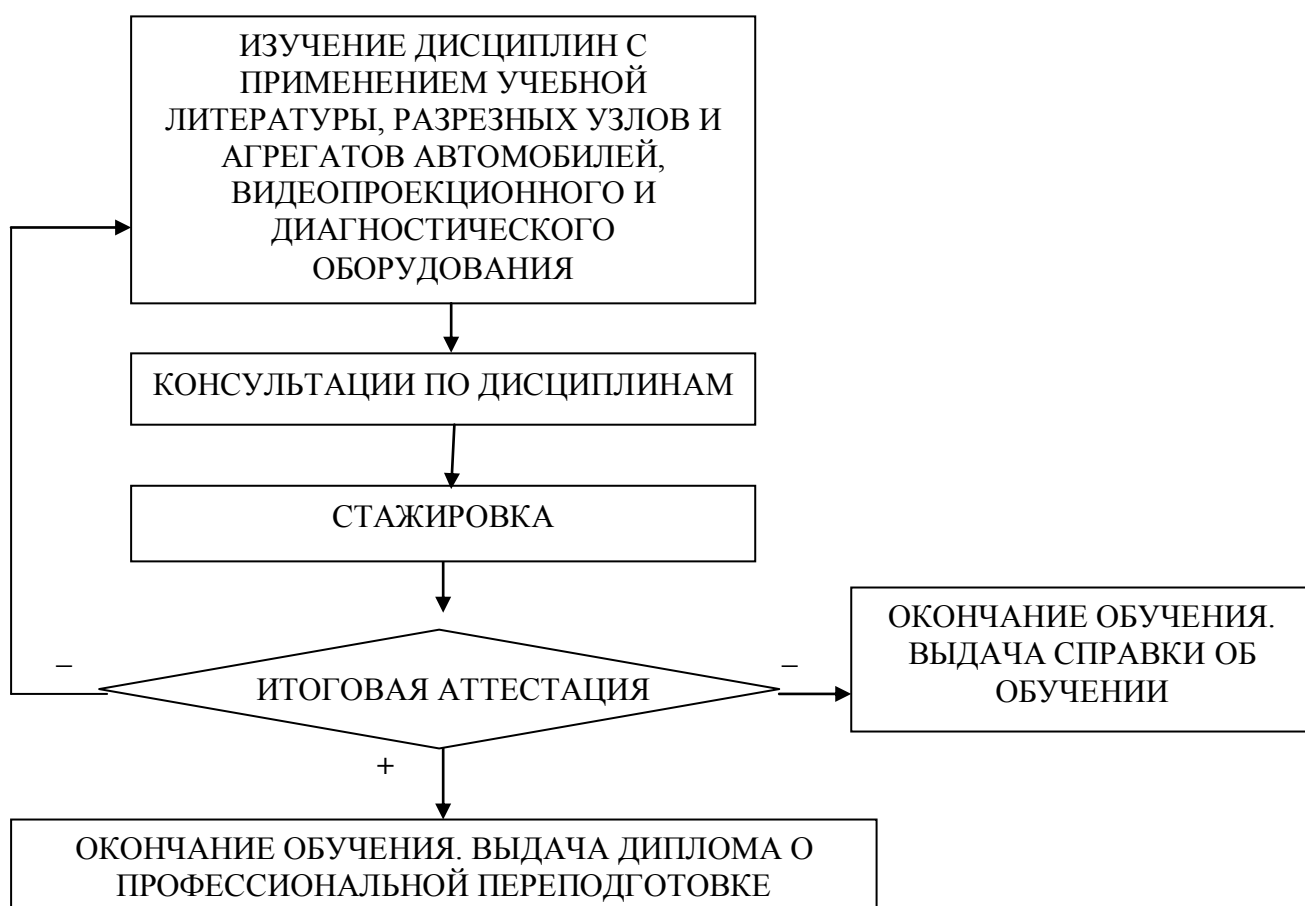 ИЗУЧЕНИЕ ДИСЦИПЛИН С
ПРИМЕНЕНИЕМ УЧЕБНОЙ
ЛИТЕРАТУРЫ, РАЗРЕЗНЫХ УЗЛОВ И
АГРЕГАТОВ АВТОМОБИЛЕЙ,
ВИДЕОПРОЕКЦИОННОГО И
ДИАГНОСТИЧЕСКОГО
ОБОРУДОВАНИЯ
КОНСУЛЬТАЦИИ ПО ДИСЦИПЛИНАМ
СТАЖИРОВКА
ОКОНЧАНИЕ ОБУЧЕНИЯ.
ВЫДАЧА СПРАВКИ ОБ
ОБУЧЕНИИ
–
ИТОГОВАЯ АТТЕСТАЦИЯ
–
+
ОКОНЧАНИЕ ОБУЧЕНИЯ. ВЫДАЧА ДИПЛОМА О
ПРОФЕССИОНАЛЬНОЙ ПЕРЕПОДГОТОВКЕ